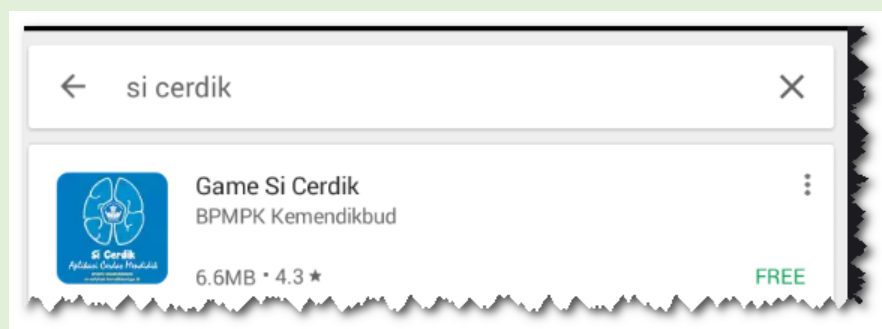 si cerdik
Game Si Cerdik
BPMPK Kemendikbud
Si Cerdik
Aplikasi Cerdas Mendidik
6.6MB · 4.3 ★
FREE